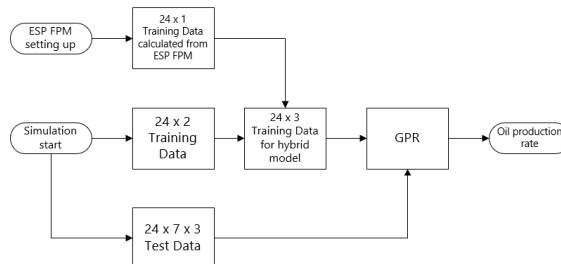 ESP FPM
setting up
24 x 1
Training Data
calculated from
ESP FPM
Simulation
start
24 x 2
Training
Data
24 x 3
Training Data
for hybrid
model
GPR
Oil production
rate
24 x 7 x 3
Test Data